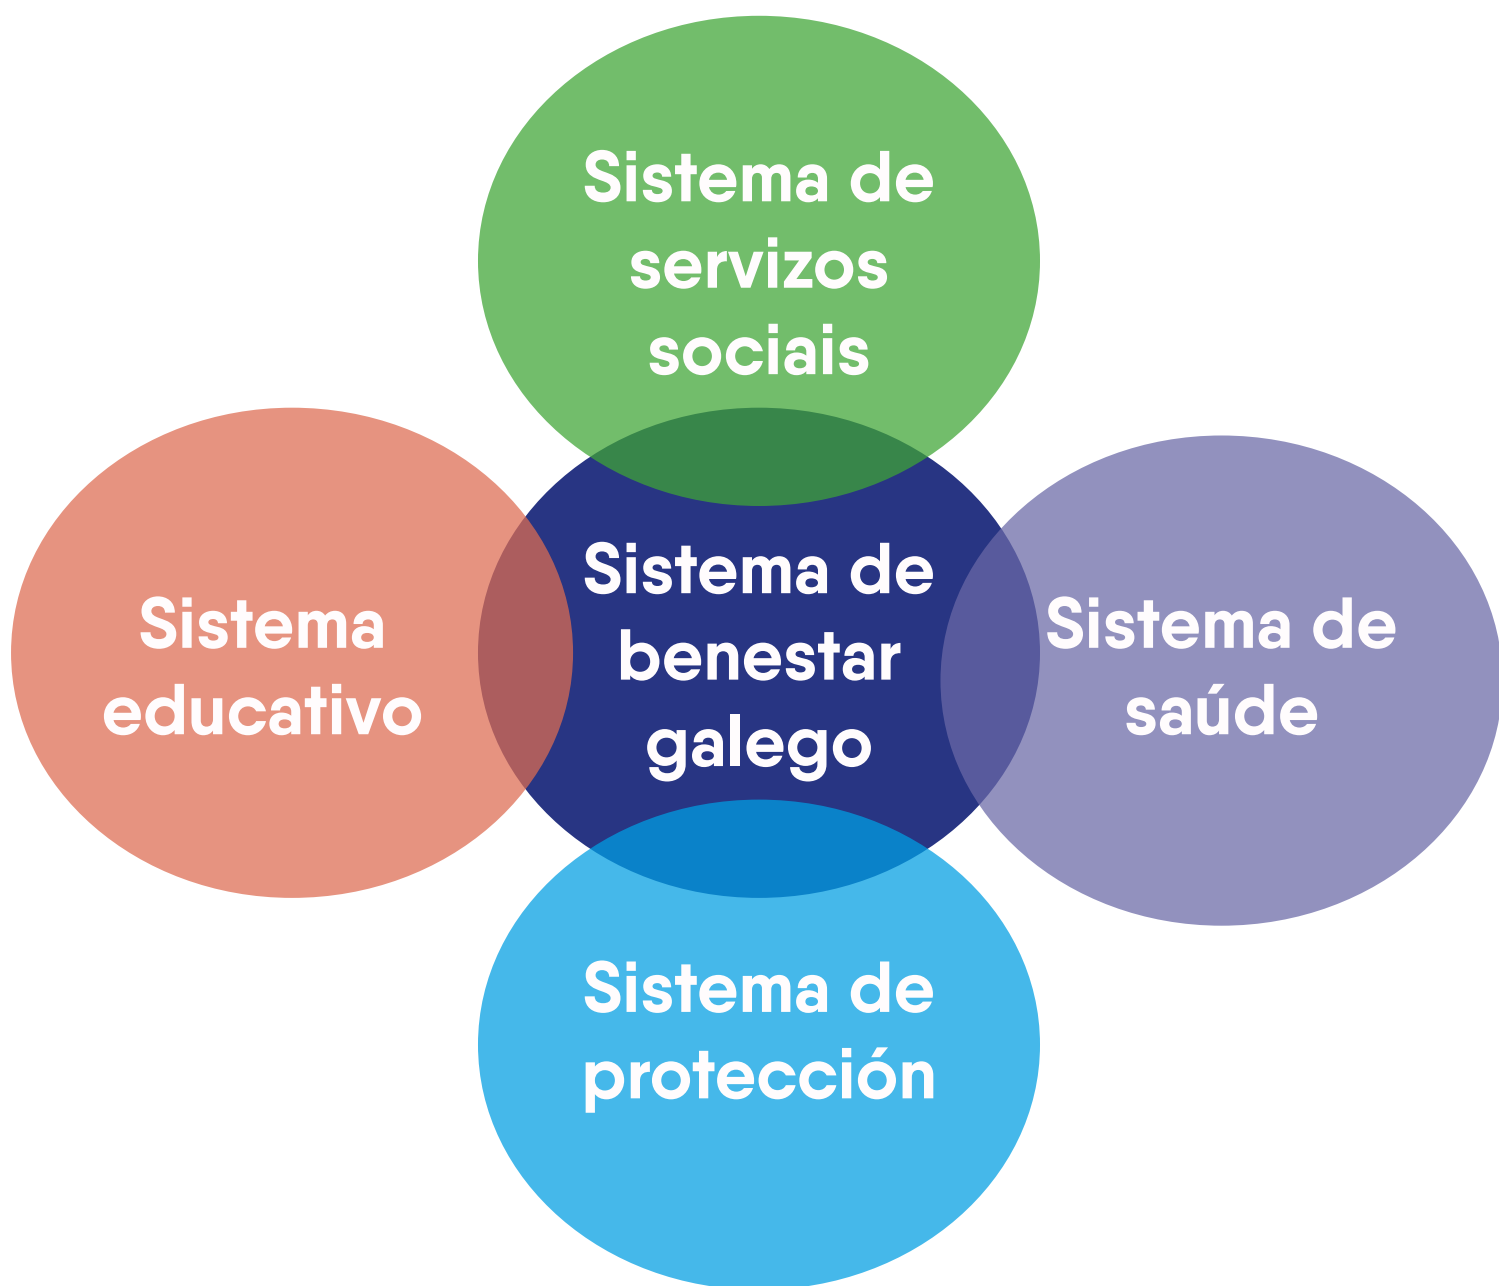 Sistema de
servizos
sociais
Sistema
educativo
Sistema de
benestar
galego
Sistema de
saúde
Sistema de
protección